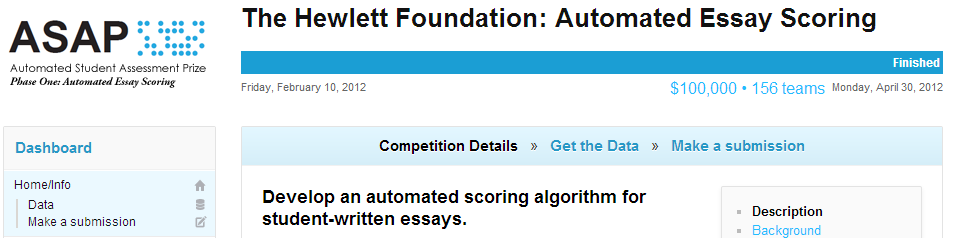 ASAP
Automated Student Assessment Prize
Phase One: Automated Essay Scoring
The Hewlett Foundation: Automated Essay Scoring
Finished
Friday, February 10, 2012
$100,000 • 156 teams
Monday, April 30, 2012
Dashboard
Home/Info
Data
Make a submission
Competition Details » Get the Data » Make a submission
Develop an automated scoring algorithm for
student-written essays.
Description
Background